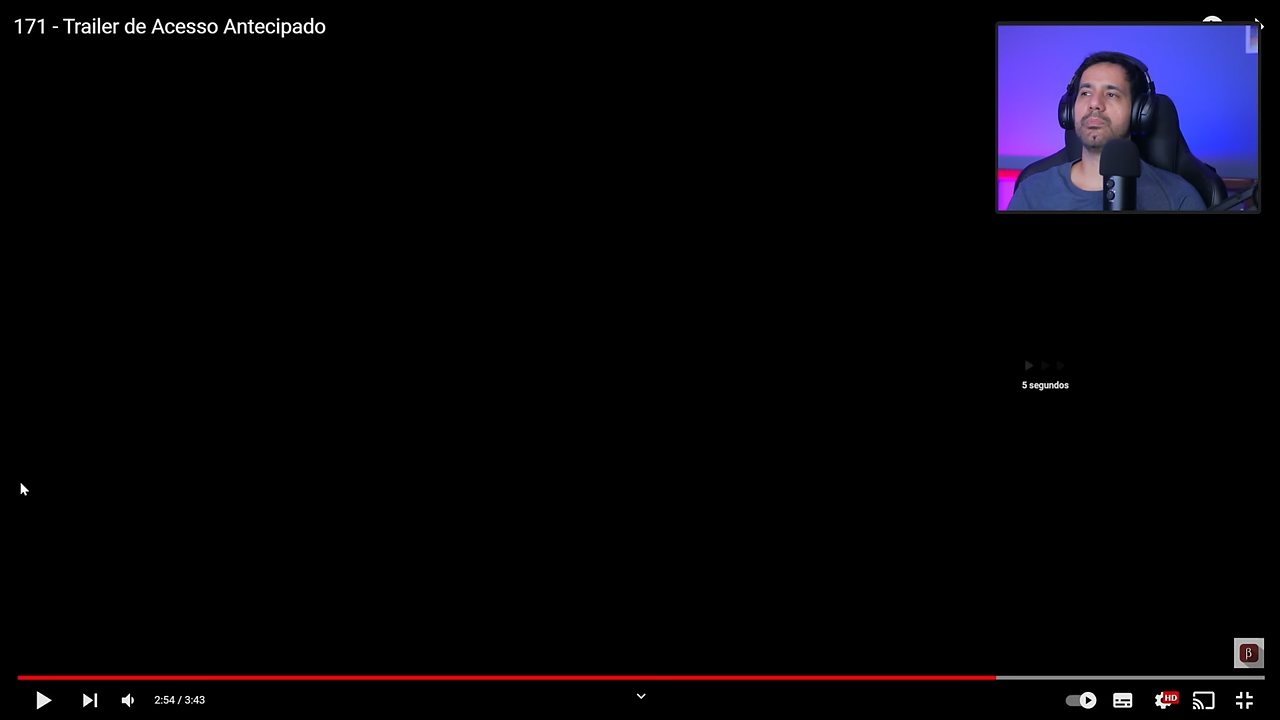 171 - Trailer de Acesso Antecipado
5 segundos
β
2:54 / 3:43
HD